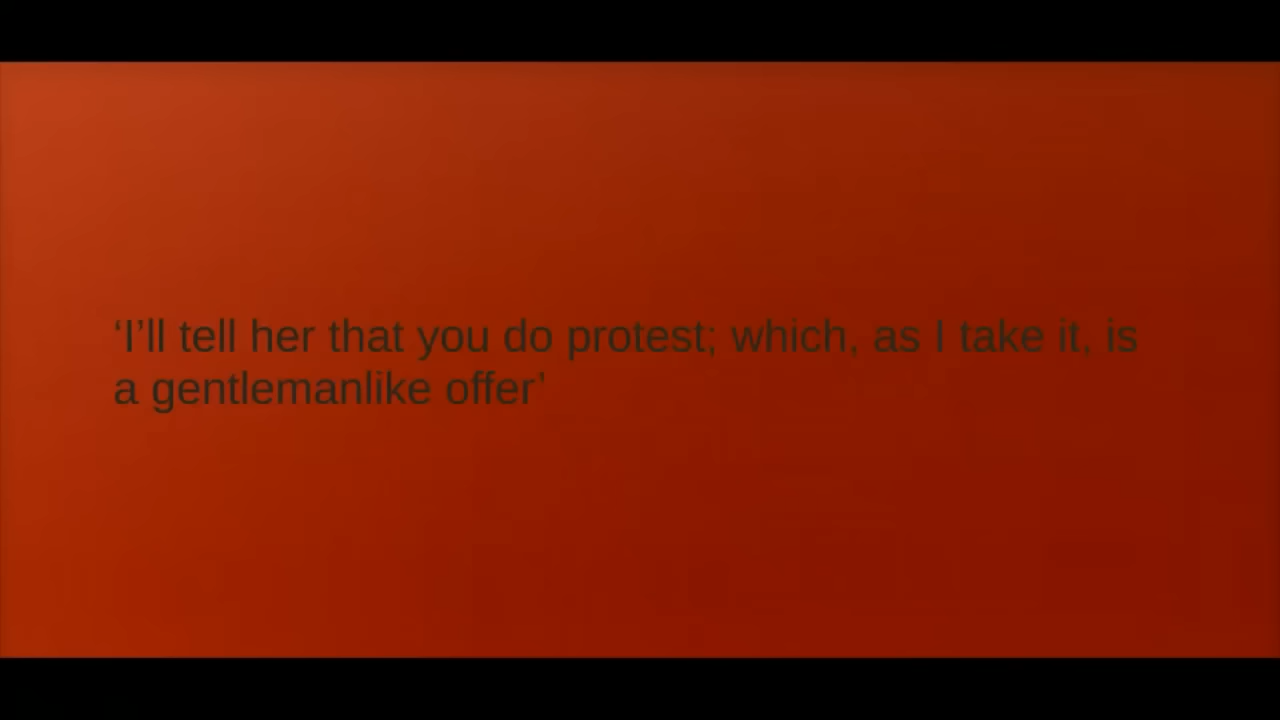 ‘I’ll tell her that you do protest; which, as I take it, is
a gentlemanlike offer’